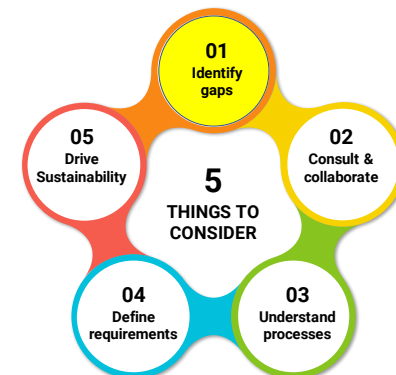 01
Identify
gaps
02
Consult &
collaborate
03
Understand
processes
04
Define
requirements
05
Drive
Sustainability
5
THINGS TO
CONSIDER